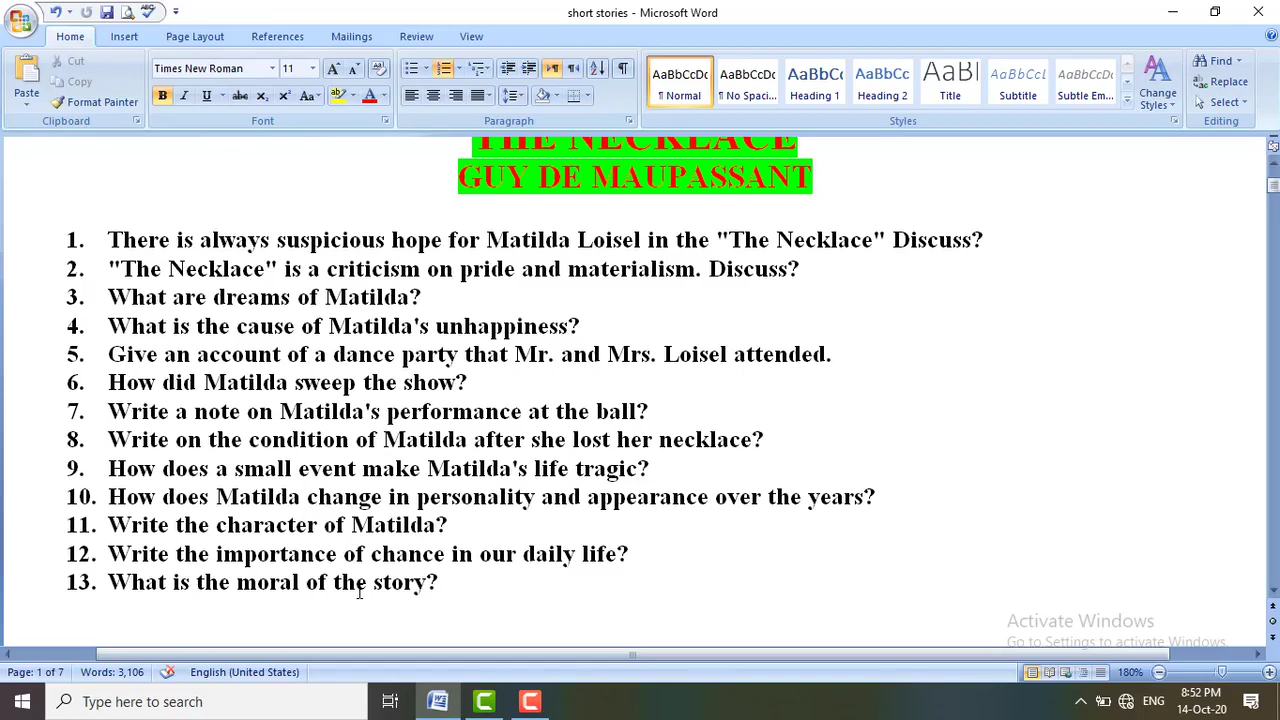 short stories - Microsoft Word
Home Insert Page Layout References Mailings Review View
Paste
Cut
Copy
Format Painter
Clipboard
Times New Roman 11
Font
Paragraph
AaBbCcDc AaBbCcDc AaBbC AaBbCc AaBl AaBbCcL AaBbCcDa
¶ Normal ¶ No Spaci... Heading 1 Heading 2 Title Subtitle Subtle Em...
Styles
Change Styles
Find
Replace
Select
Editing
THE NECKLACE
GUY DE MAUPASSANT
1. There is always suspicious hope for Matilda Loisel in the "The Necklace" Discuss?
2. "The Necklace" is a criticism on pride and materialism. Discuss?
3. What are dreams of Matilda?
4. What is the cause of Matilda's unhappiness?
5. Give an account of a dance party that Mr. and Mrs. Loisel attended.
6. How did Matilda sweep the show?
7. Write a note on Matilda's performance at the ball?
8. Write on the condition of Matilda after she lost her necklace?
9. How does a small event make Matilda's life tragic?
10. How does Matilda change in personality and appearance over the years?
11. Write the character of Matilda?
12. Write the importance of chance in our daily life?
13. What is the moral of the story?
Activate Windows
Go to Settings to activate Windows.
Page: 1 of 7 Words: 3,106 English (United States) 180%
Type here to search
ENG
8:52 PM
14-Oct-20